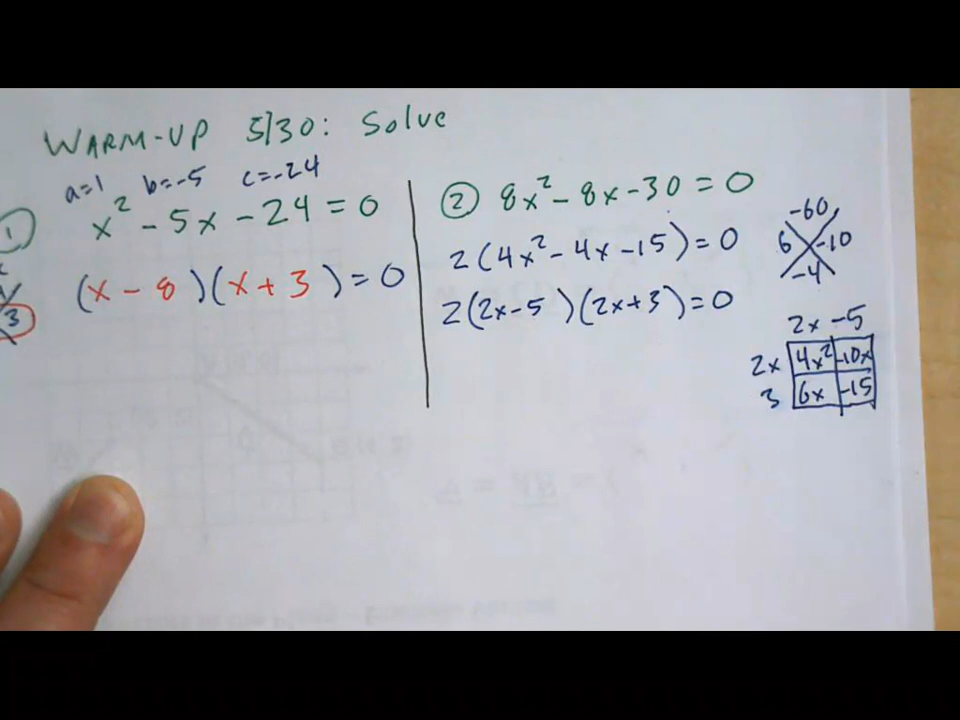 WARM-UP 5/30: Solve
a=1 b=-5 c=-24
1 x² - 5x - 24 = 0
(x - 8)(x + 3) = 0
3
2 8x² - 8x - 30 = 0
2(4x² - 4x - 15) = 0
2(2x - 5)(2x + 3) = 0
-60
6 -10
-4
2x -5
2x 4x² -10x
3 6x -15